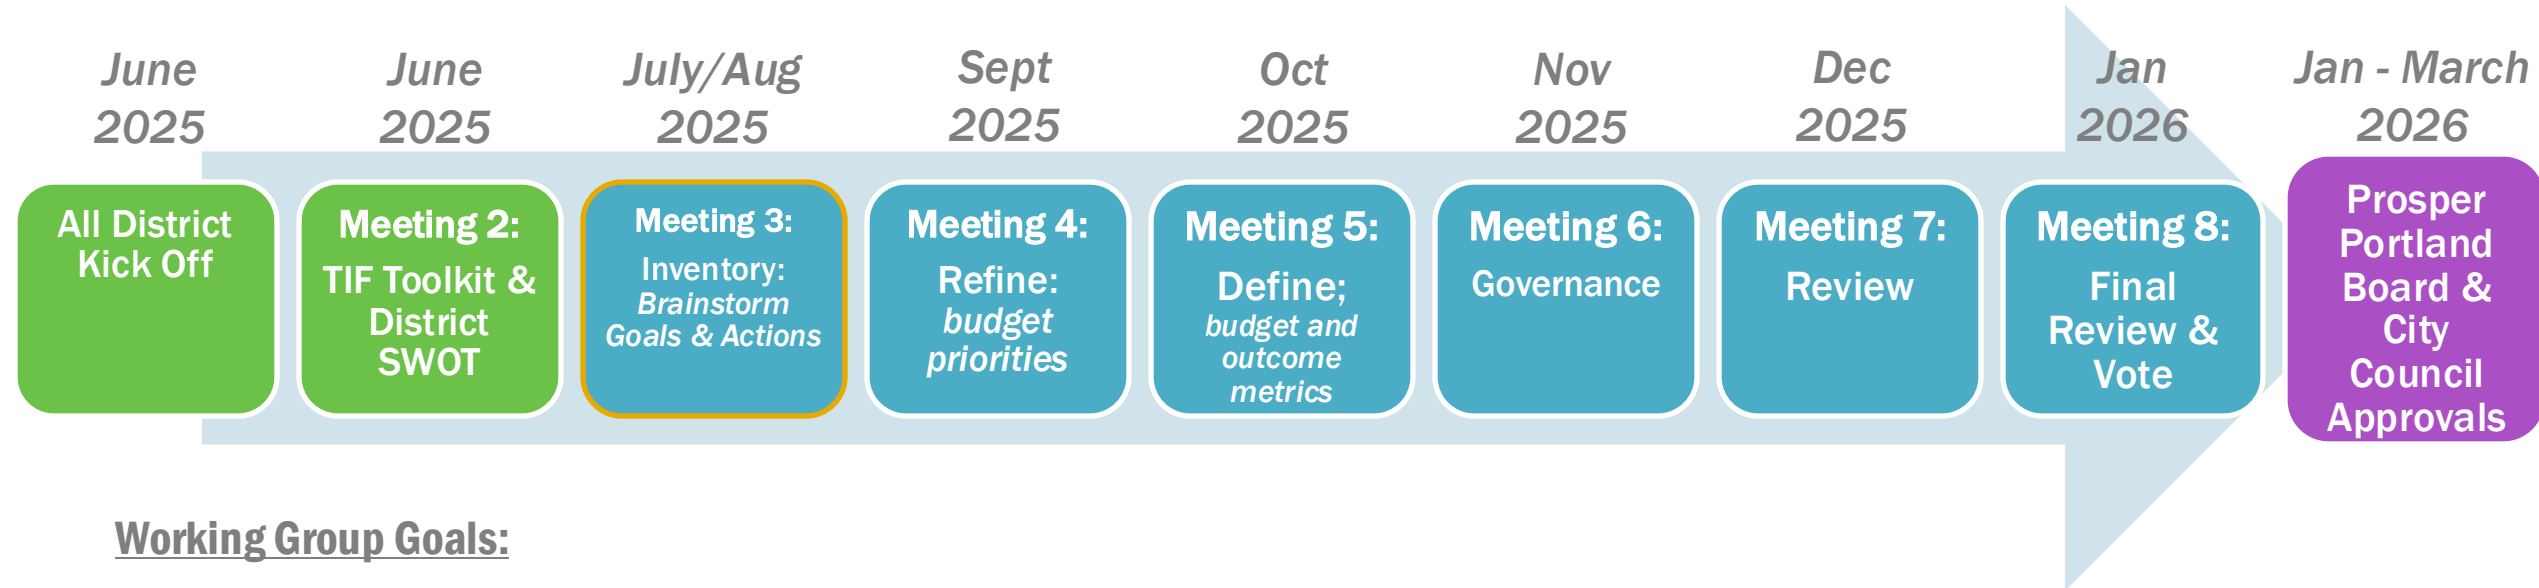 June
2025
June
2025
July/Aug
2025
Sept
2025
Oct
2025
Nov
2025
Dec
2025
Jan
2026
Jan - March
2026
All District
Kick Off
Meeting 2:
TIF Toolkit &
District
SWOT
Meeting 3:
Inventory:
Brainstorm
Goals & Actions
Meeting 4:
Refine:
budget
priorities
Meeting 5:
Define;
budget and
outcome
metrics
Meeting 6:
Governance
Meeting 7:
Review
Meeting 8:
Final
Review &
Vote
Prosper
Portland
Board &
City
Council
Approvals
Working Group Goals: